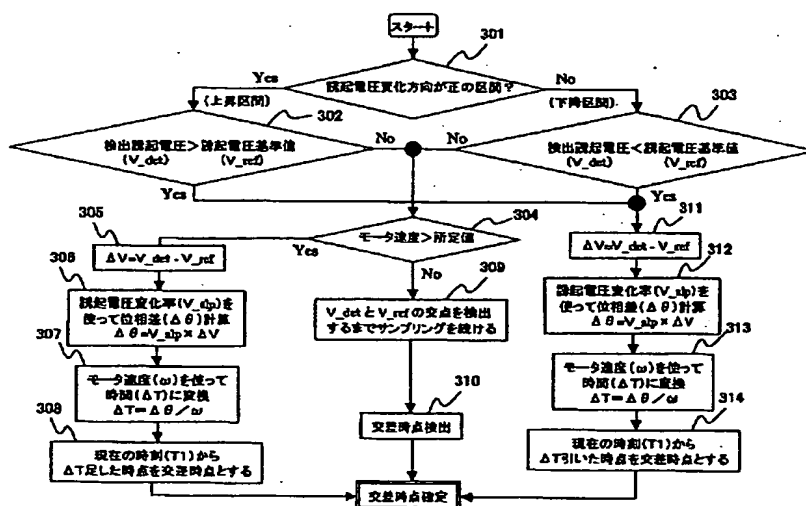 スタート
301
誘起電圧変化方向が正の区間?
Yes
(上昇区間)
No
(下降区間)
302
検出誘起電圧>誘起電圧基準値
(V_det) (V_ref)
No
Yes
303
検出誘起電圧<誘起電圧基準値
(V_det) (V_ref)
No
Yes
304
モータ速度>所定値
Yes
No
305
ΔV=V_det - V_ref
306
誘起電圧変化率(V_slp)を
使って位相差(Δθ)計算
Δθ=V_slp×ΔV
307
モータ速度(ω)を使って
時間(ΔT)に変換
ΔT=Δθ/ω
308
現在の時刻(T1)から
ΔT足した時点を交差時点とする
309
V_detとV_refの交点を検出
するまでサンプリングを続ける
310
交差時点検出
311
ΔV=V_det - V_ref
312
誘起電圧変化率(V_slp)を
使って位相差(Δθ)計算
Δθ=V_slp×ΔV
313
モータ速度(ω)を使って
時間(ΔT)に変換
ΔT=Δθ/ω
314
現在の時刻(T1)から
ΔT引いた時点を交差時点とする
交差時点確定